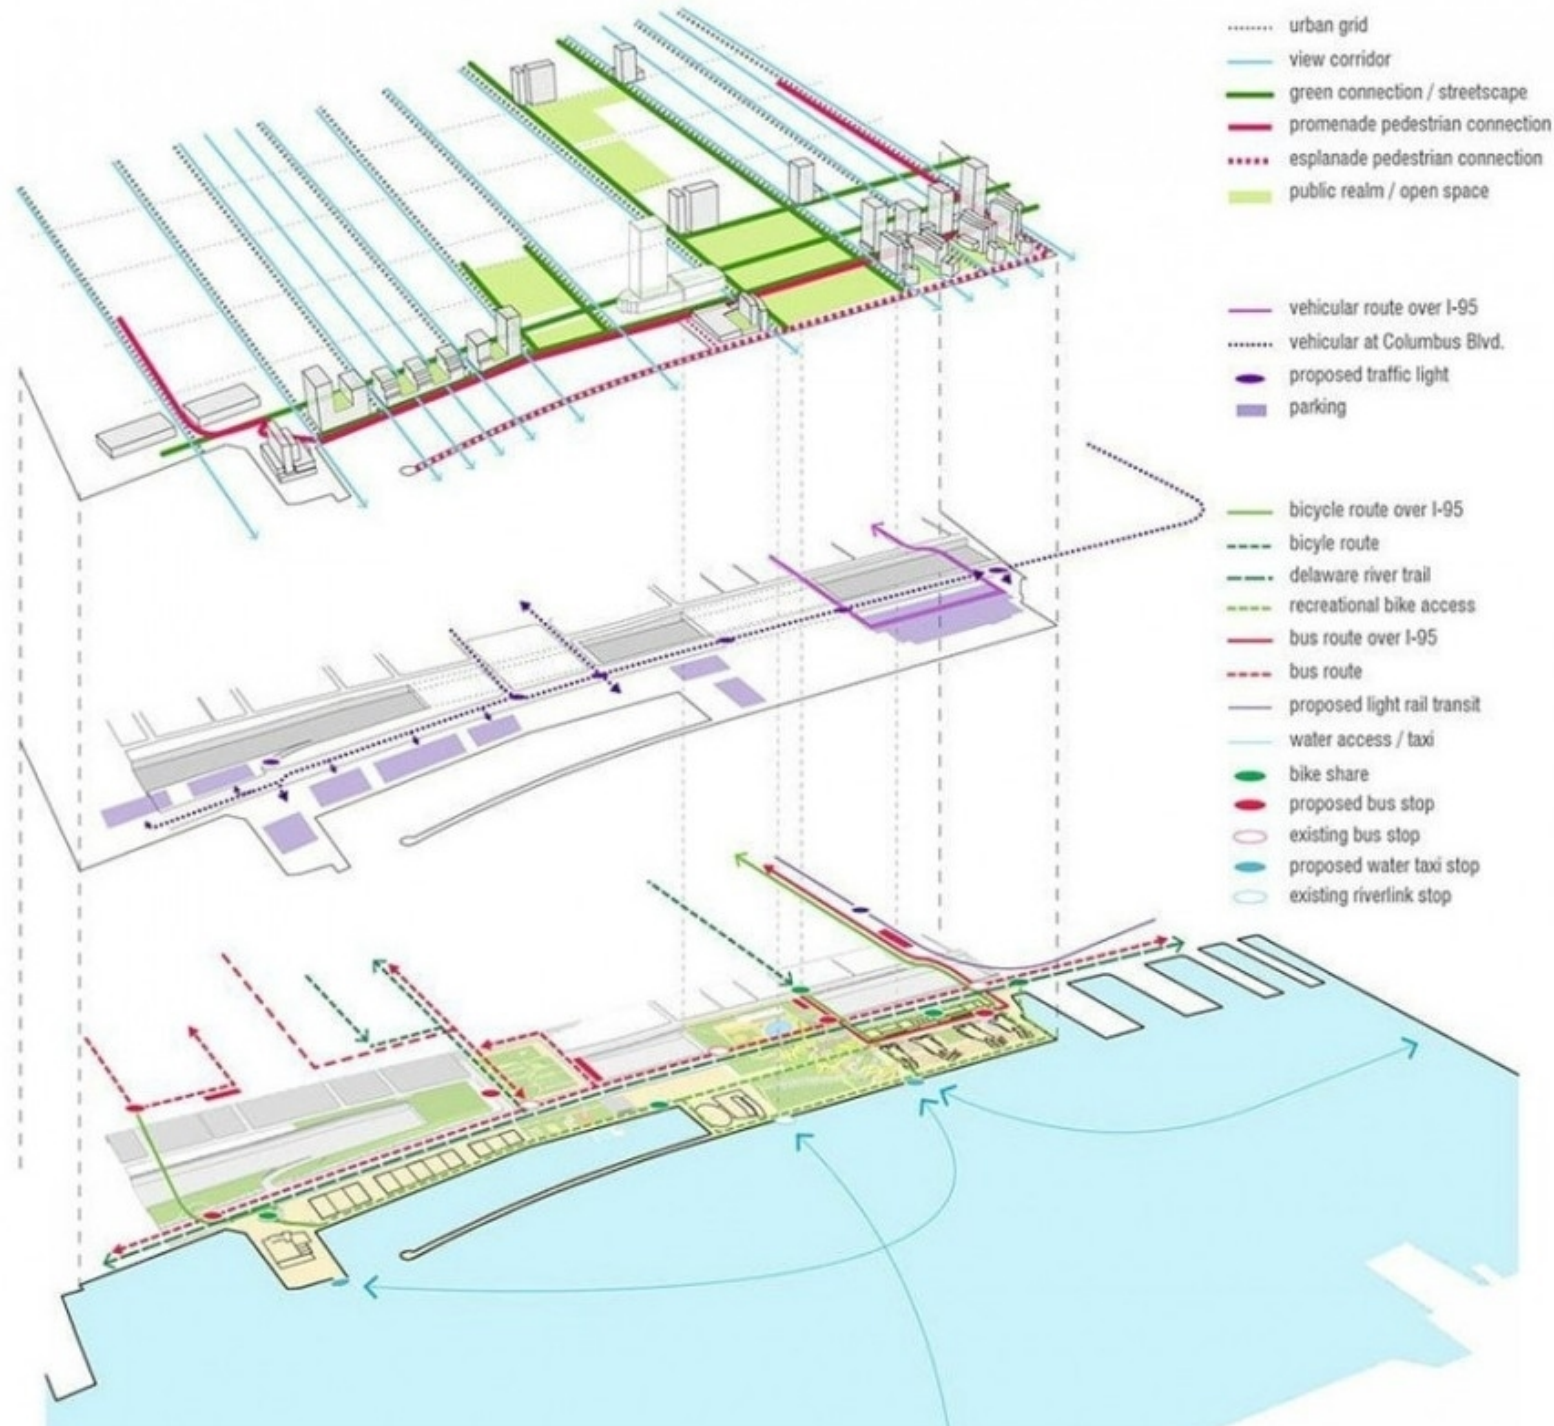 urban grid
view corridor
green connection / streetscape
promenade pedestrian connection
esplanade pedestrian connection
public realm / open space
vehicular route over I-95
vehicular at Columbus Blvd.
proposed traffic light
parking
bicycle route over I-95
bicyle route
delaware river trail
recreational bike access
bus route over I-95
bus route
proposed light rail transit
water access / taxi
bike share
proposed bus stop
existing bus stop
proposed water taxi stop
existing riverlink stop